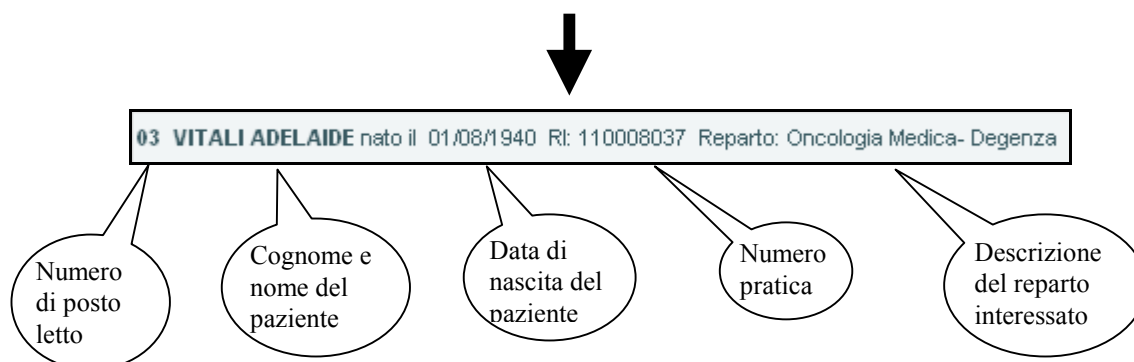 03 VITALI ADELAIDE nato il 01/08/1940 RI: 110008037 Reparto: Oncologia Medica- Degenza
Numero
di posto
letto
Cognome e
nome del
paziente
Data di
nascita del
paziente
Numero
pratica
Descrizione
del reparto
interessato